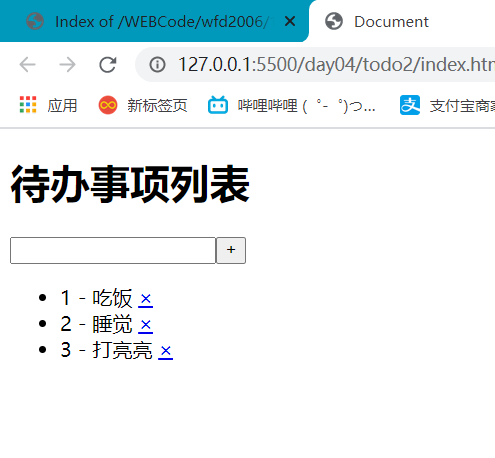 Index of /WEBCode/wfd2006/ ×
Document
127.0.0.1:5500/day04/todo2/index.htm
应用
新标签页
哔哩哔哩 ( ゜- ゜)つ...
支付宝商家
待办事项列表
+
1 - 吃饭 ×
2 - 睡觉 ×
3 - 打亮亮 ×